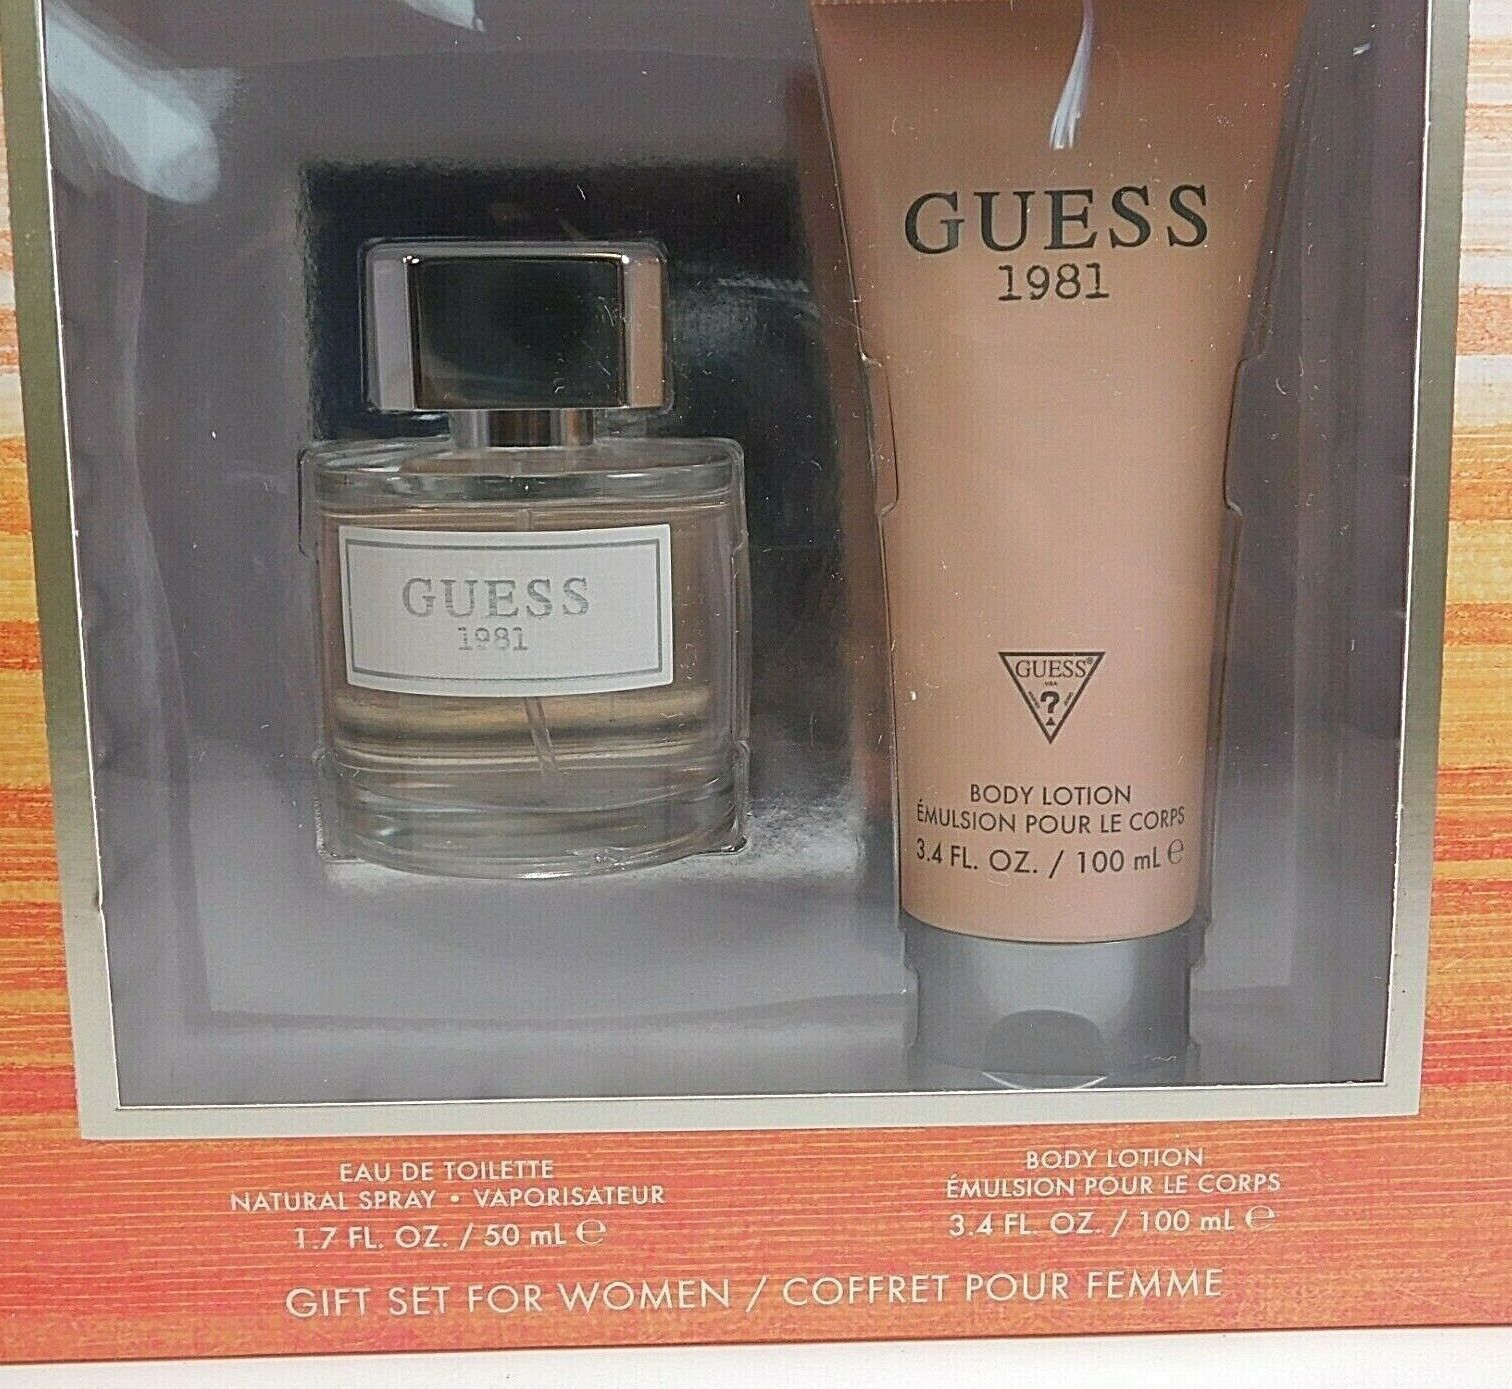 GUESS
1981
GUESS
1981
GUESS®
USA
?
BODY LOTION
ÉMULSION POUR LE CORPS
3.4 FL. OZ. / 100 mL ℮
EAU DE TOILETTE
NATURAL SPRAY • VAPORISATEUR
1.7 FL. OZ. / 50 mL ℮
BODY LOTION
ÉMULSION POUR LE CORPS
3.4 FL. OZ. / 100 mL ℮
GIFT SET FOR WOMEN / COFFRET POUR FEMME